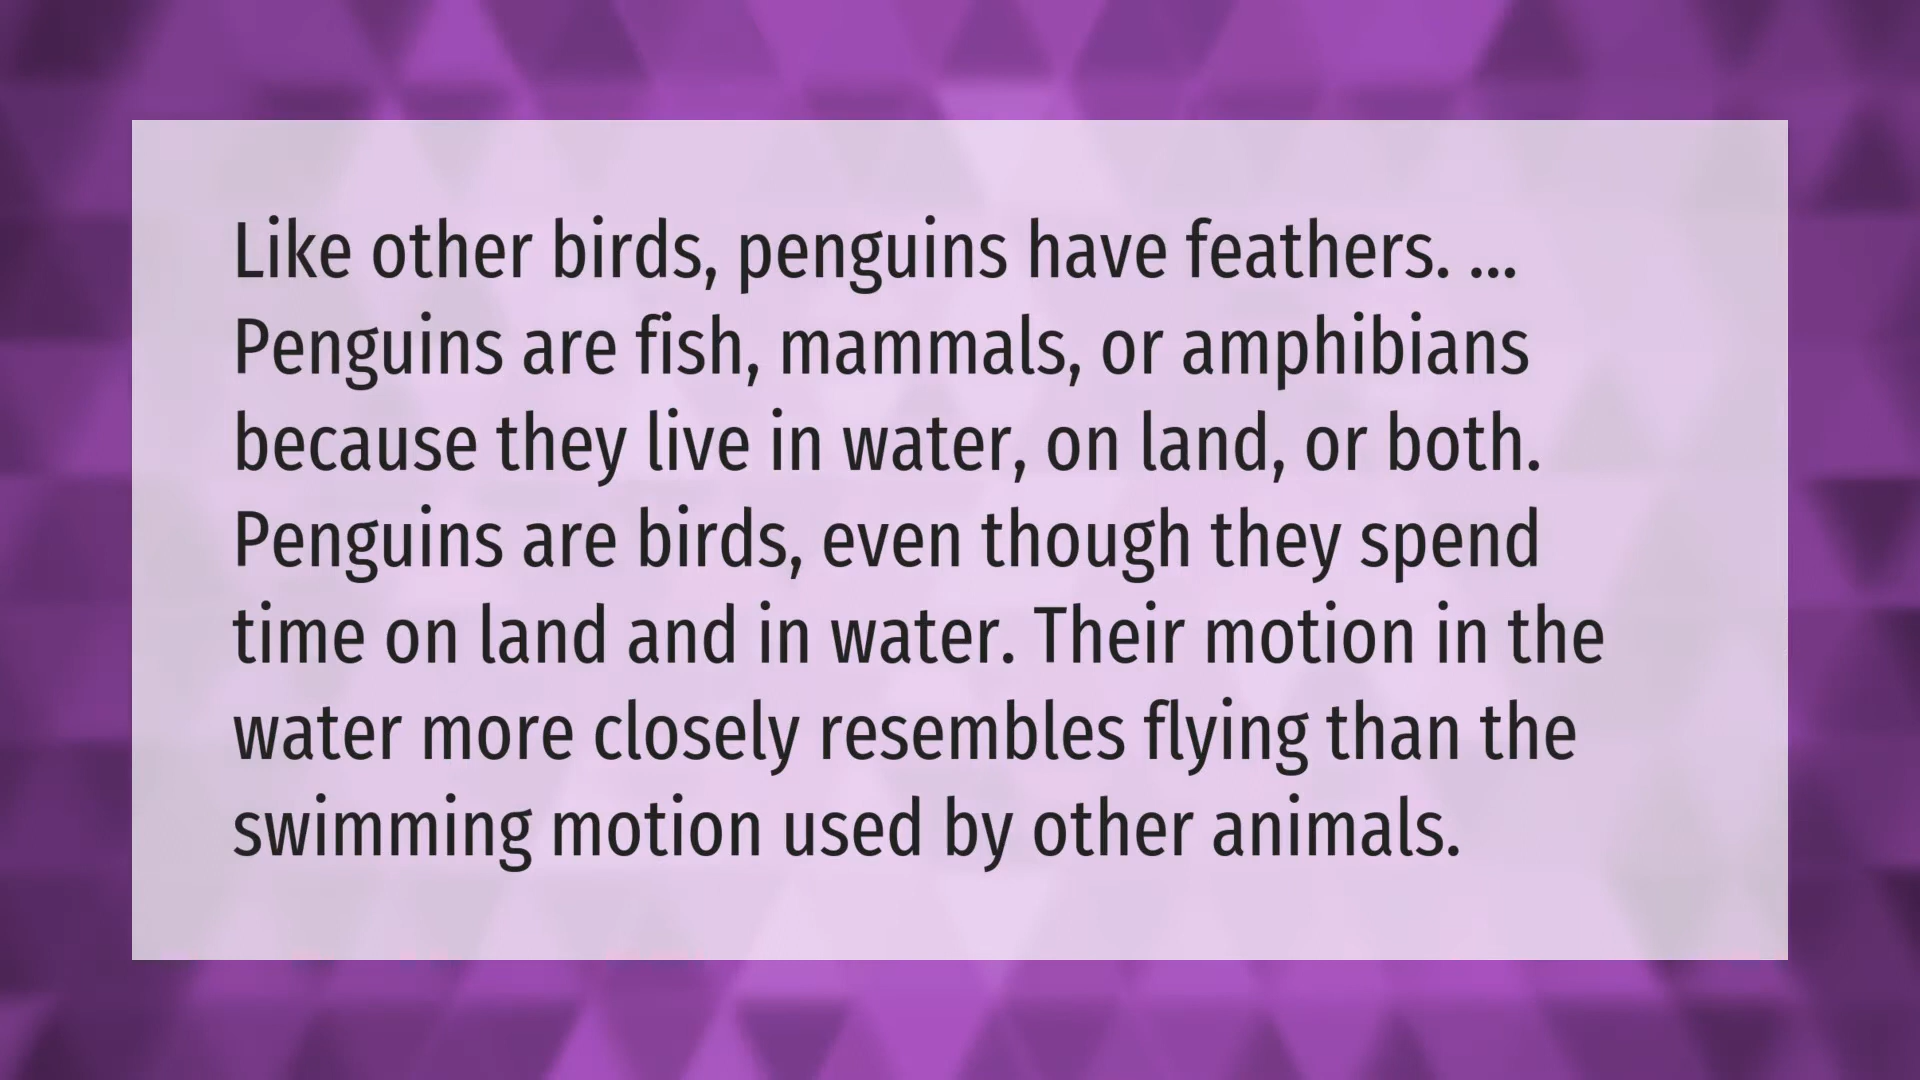 Like other birds, penguins have feathers. ...
Penguins are fish, mammals, or amphibians
because they live in water, on land, or both.
Penguins are birds, even though they spend
time on land and in water. Their motion in the
water more closely resembles flying than the
swimming motion used by other animals.